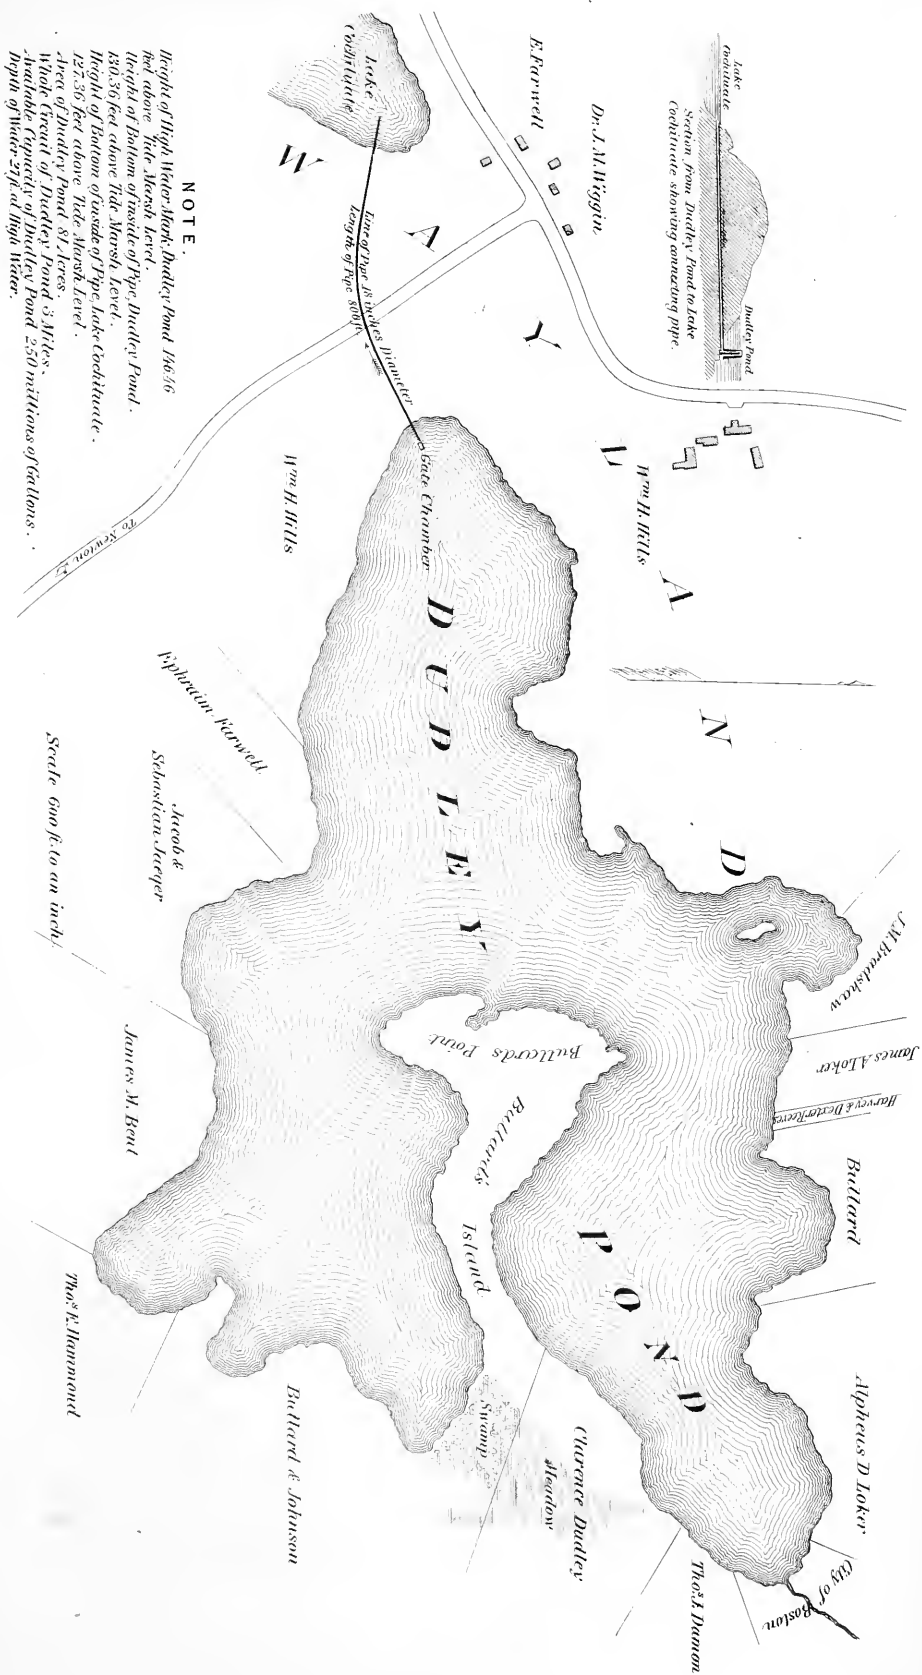 Lake
Cochituate
Dudley Pond
Section from Dudley Pond to Lake
Cochituate showing connecting pipe.
E. Farwell
Dr. J. M. Wiggin
Lake
Cochituate
WAYLAND
Line of Pipe 18 inches Diameter
Length of Pipe 800 ft.
Gate Chamber
Wm. H. Hills
Wm. H. Hills
To Newton
DUDLEY
POND
J. M. Bradshaw
James A. Loker
Harvey & Dexter Reeves
Bullard
Alpheus D. Loker
City of
Boston
Thos. J. Damon
Clarence Dudley
Meadow
Swamp
Bullards Point
Bullard's
Island
Bullard & Johnson
Thos. E. Hammond
James M. Bent
Jacob &
Sebastian Jaeger
Ephraim Farwell
Scale 600 ft. to an inch.
NOTE.
Height of High Water Mark, Dudley Pond 146.46
feet above Tide Marsh level.
Height of Bottom of inside of Pipe, Dudley Pond.
130.36 feet above Tide Marsh Level.
Height of Bottom of inside of Pipe, Lake Cochituate.
127.36 feet above Tide Marsh Level.
Area of Dudley Pond 81 Acres.
Whole Circuit of Dudley Pond 3 Miles.
Available Capacity of Dudley Pond 250 millions of Gallons.
Depth of Water 27 ft. at High Water.